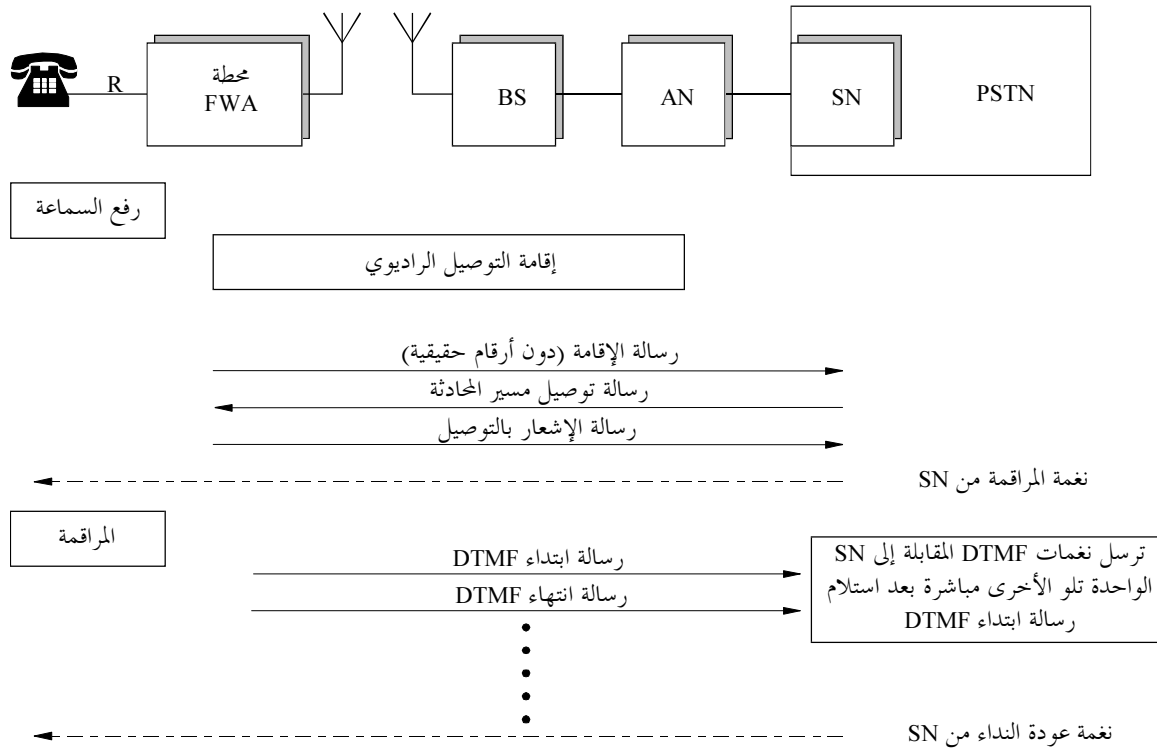 R
محطة
FWA
BS
AN
SN
PSTN
رفع السماعة
إقامة التوصيل الراديوي
رسالة الإقامة (دون أرقام حقيقية)
رسالة توصيل مسير المحادثة
رسالة الإشعار بالتوصيل
نغمة المراقمة من SN
المراقمة
رسالة ابتداء DTMF
رسالة انتهاء DTMF
ترسل نغمات DTMF المقابلة إلى SN
الواحدة تلو الأخرى مباشرة بعد استلام
رسالة ابتداء DTMF
نغمة عودة النداء من SN